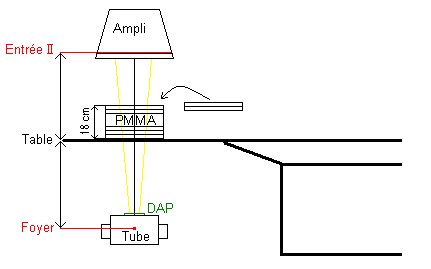 Ampli
Entrée II
PMMA
18 cm
Table
DAP
Foyer
Tube